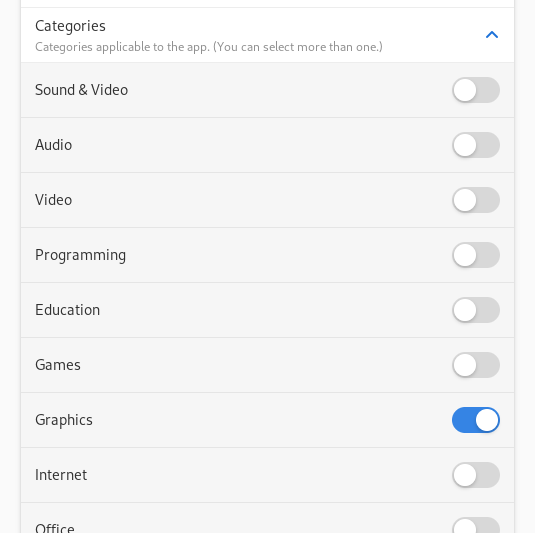 Categories
Categories applicable to the app. (You can select more than one.)
Sound & Video
Audio
Video
Programming
Education
Games
Graphics
Internet
Office